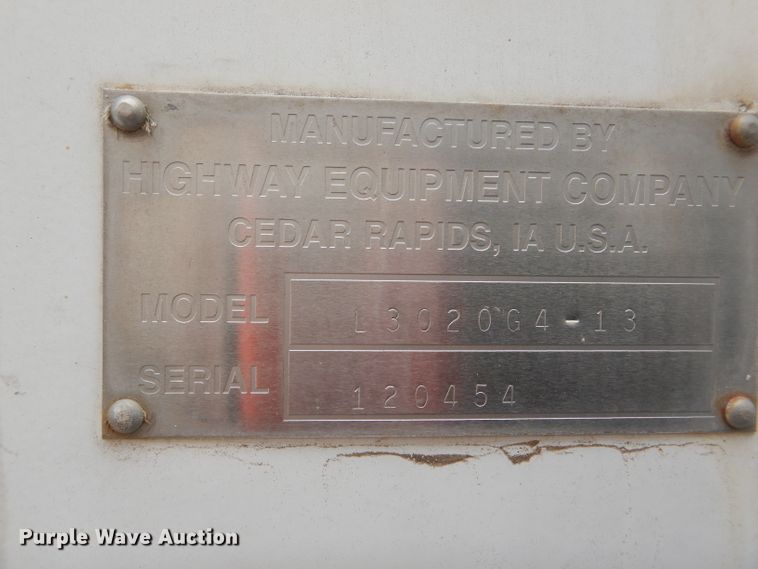 MANUFACTURED BY
HIGHWAY EQUIPMENT COMPANY
CEDAR RAPIDS, IA U.S.A.
MODEL L3020G4-13
SERIAL 120454
Purple Wave Auction